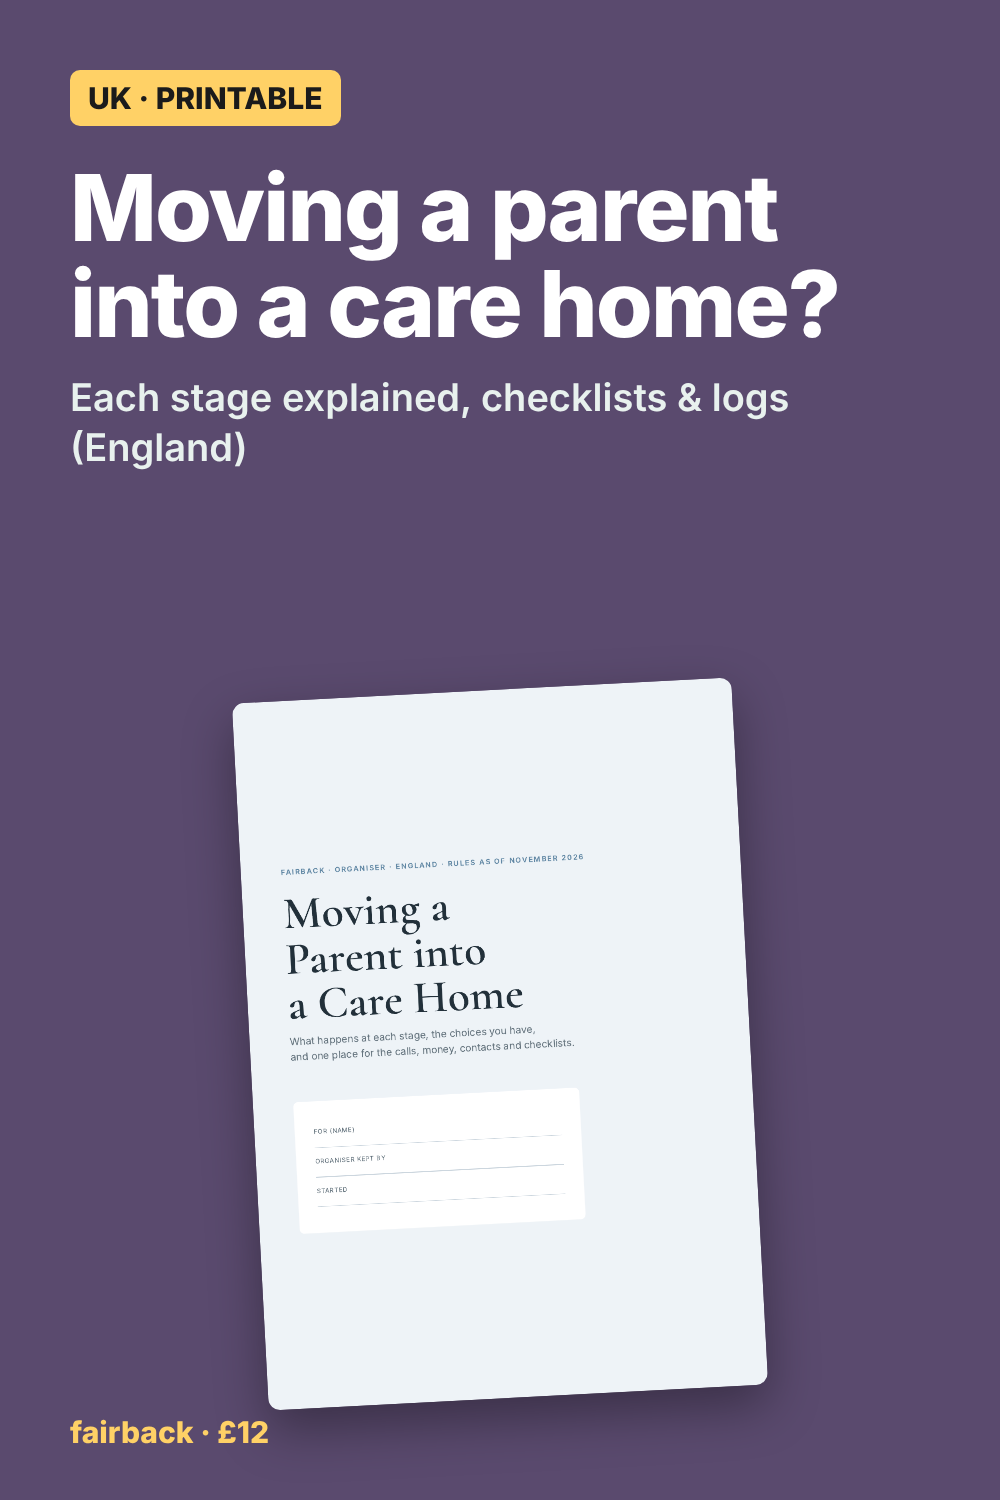 UK · PRINTABLE
Moving a parent
into a care home?
Each stage explained, checklists & logs
(England)
FAIRBACK · ORGANISER · ENGLAND · RULES AS OF NOVEMBER 2026
Moving a
Parent into
a Care Home
What happens at each stage, the choices you have,
and one place for the calls, money, contacts and checklists.
FOR (NAME)
ORGANISER KEPT BY
STARTED
fairback · £12